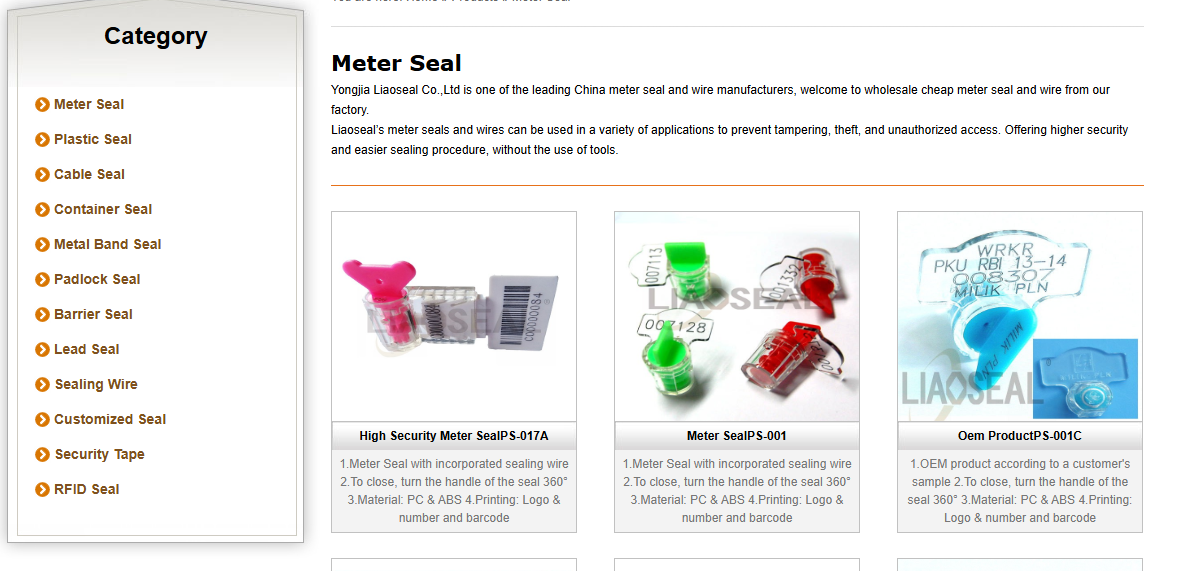 Category
Meter Seal
Plastic Seal
Cable Seal
Container Seal
Metal Band Seal
Padlock Seal
Barrier Seal
Lead Seal
Sealing Wire
Customized Seal
Security Tape
RFID Seal
Meter Seal
Yongjia Liaoseal Co.,Ltd is one of the leading China meter seal and wire manufacturers, welcome to wholesale cheap meter seal and wire from our
factory.
Liaoseal's meter seals and wires can be used in a variety of applications to prevent tampering, theft, and unauthorized access. Offering higher security
and easier sealing procedure, without the use of tools.
LIAOSEAL
High Security Meter SealPS-017A
1.Meter Seal with incorporated sealing wire
2.To close, turn the handle of the seal 360°
3.Material: PC & ABS 4.Printing: Logo &
number and barcode
007113
001332
LIAOSEAL
007128
Meter SealPS-001
1.Meter Seal with incorporated sealing wire
2.To close, turn the handle of the seal 360°
3.Material: PC & ABS 4.Printing: Logo &
number and barcode
WRKR
PKU RBI 13-14
008307
MILIK PLN
MILIK PLN
LIAOSEAL
Oem ProductPS-001C
1.OEM product according to a customer's
sample 2.To close, turn the handle of the
seal 360° 3.Material: PC & ABS 4.Printing:
Logo & number and barcode